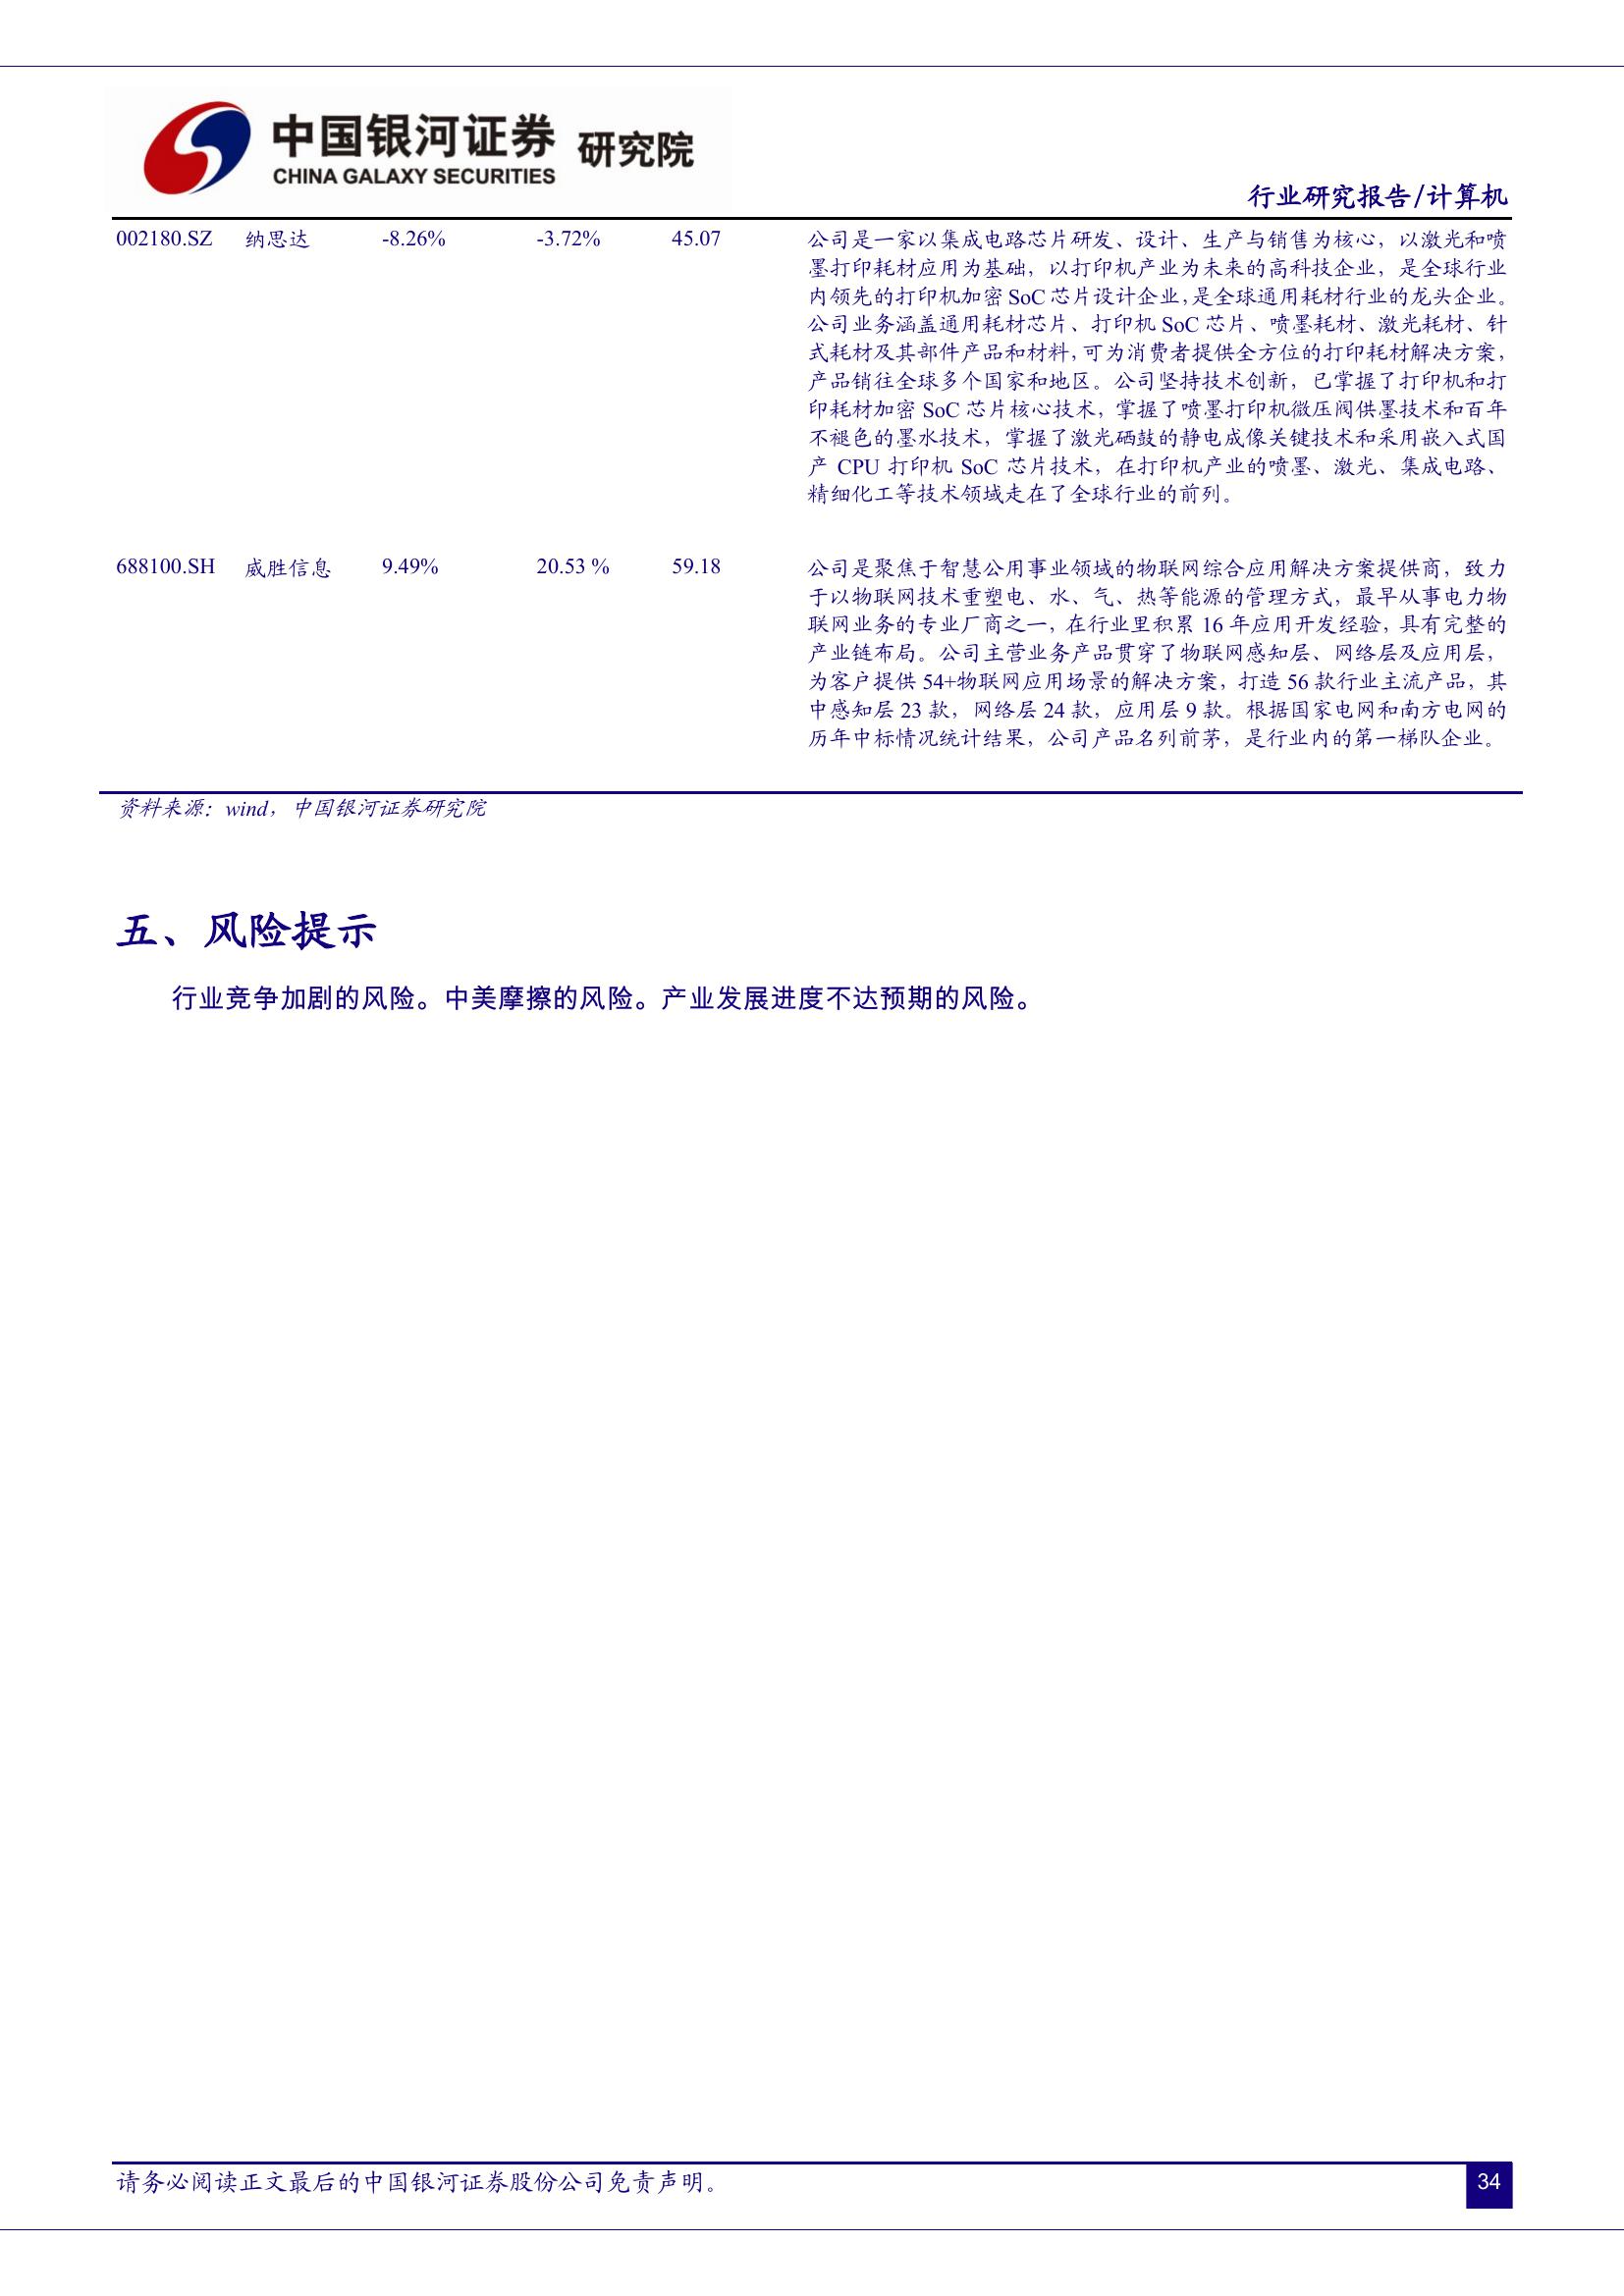 中国银河证券 研究院
CHINA GALAXY SECURITIES
行业研究报告/计算机
002180.SZ 纳思达 -8.26% -3.72% 45.07 公司是一家以集成电路芯片研发、设计、生产与销售为核心，以激光和喷
墨打印耗材应用为基础，以打印机产业为未来的高科技企业，是全球行业
内领先的打印机加密 SoC 芯片设计企业，是全球通用耗材行业的龙头企业。
公司业务涵盖通用耗材芯片、打印机 SoC 芯片、喷墨耗材、激光耗材、针
式耗材及其部件产品和材料，可为消费者提供全方位的打印耗材解决方案，
产品销往全球多个国家和地区。公司坚持技术创新，已掌握了打印机和打
印耗材加密 SoC 芯片核心技术，掌握了喷墨打印机微压阀供墨技术和百年
不褪色的墨水技术，掌握了激光硒鼓的静电成像关键技术和采用嵌入式国
产 CPU 打印机 SoC 芯片技术，在打印机产业的喷墨、激光、集成电路、
精细化工等技术领域走在了全球行业的前列。
688100.SH 威胜信息 9.49% 20.53 % 59.18 公司是聚焦于智慧公用事业领域的物联网综合应用解决方案提供商，致力
于以物联网技术重塑电、水、气、热等能源的管理方式，最早从事电力物
联网业务的专业厂商之一，在行业里积累 16 年应用开发经验，具有完整的
产业链布局。公司主营业务产品贯穿了物联网感知层、网络层及应用层，
为客户提供 54+物联网应用场景的解决方案，打造 56 款行业主流产品，其
中感知层 23 款，网络层 24 款，应用层 9 款。根据国家电网和南方电网的
历年中标情况统计结果，公司产品名列前茅，是行业内的第一梯队企业。
资料来源：wind，中国银河证券研究院
五、风险提示
行业竞争加剧的风险。中美摩擦的风险。产业发展进度不达预期的风险。
请务必阅读正文最后的中国银河证券股份公司免责声明。
34